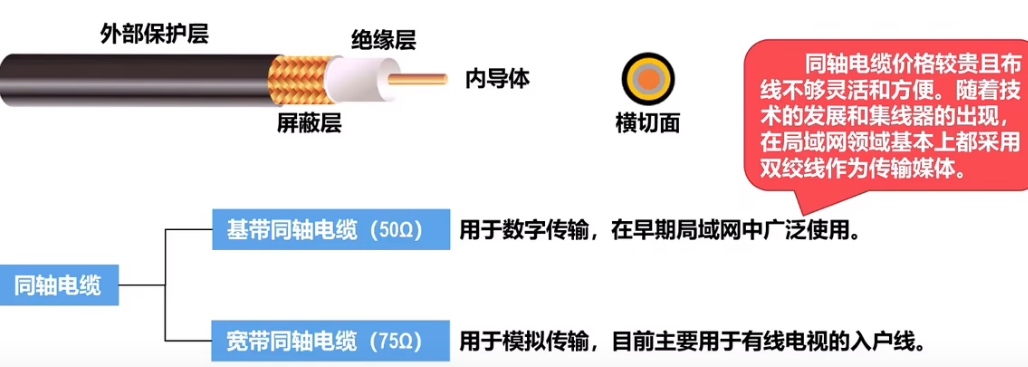 外部保护层
绝缘层
内导体
屏蔽层
横切面
同轴电缆价格较贵且布
线不够灵活和方便。随着技
术的发展和集线器的出现，
在局域网领域基本上都采用
双绞线作为传输媒体。
基带同轴电缆（50Ω）
用于数字传输，在早期局域网中广泛使用。
同轴电缆
宽带同轴电缆（75Ω）
用于模拟传输，目前主要用于有线电视的入户线。